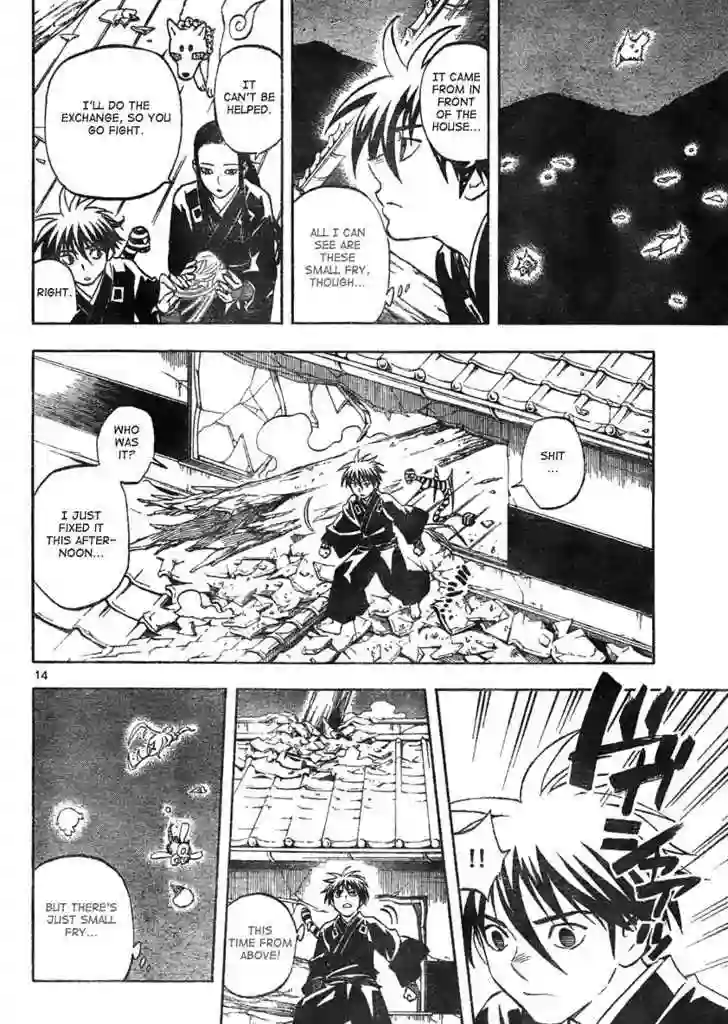 IT CAME
FROM IN
FRONT
OF THE
HOUSE...
ALL I CAN
SEE ARE
THESE
SMALL FRY,
THOUGH...
IT
CAN'T BE
HELPED.
I'LL DO THE
EXCHANGE, SO YOU
GO FIGHT.
RIGHT.
SHIT...
WHO
WAS
IT?
I JUST
FIXED IT
THIS AFTER-
NOON...
14
!!
THIS
TIME FROM
ABOVE!
BUT THERE'S
JUST SMALL
FRY...